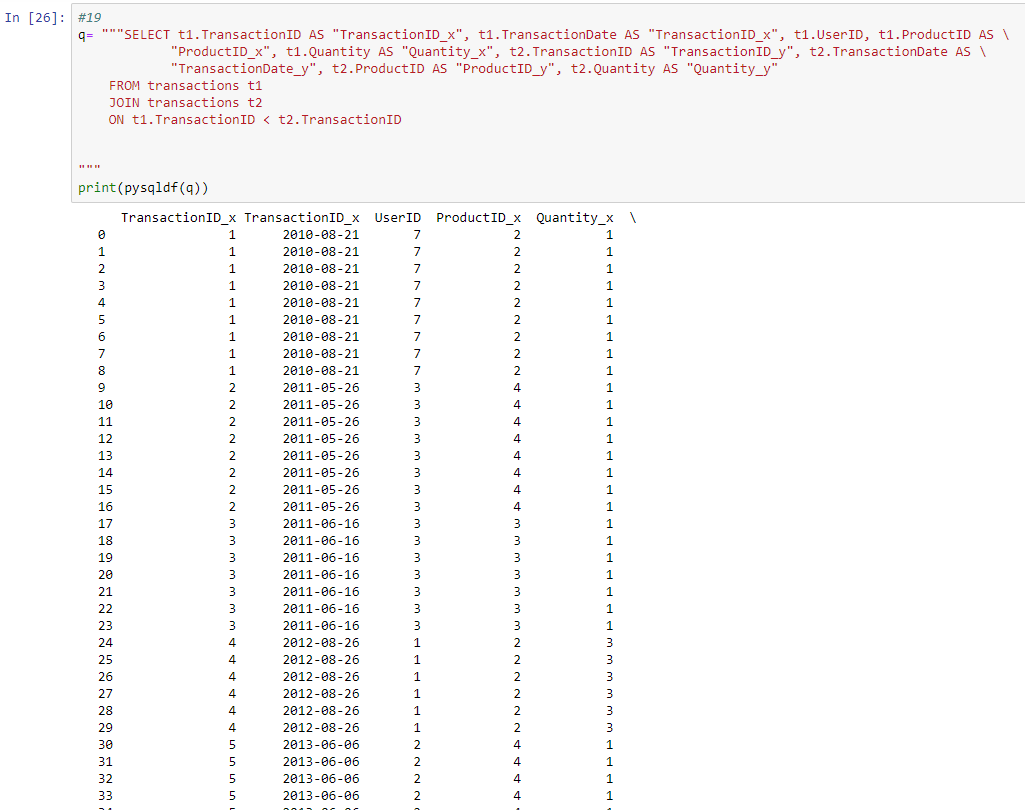 In [26]: #19
q= """SELECT t1.TransactionID AS "TransactionID_x", t1.TransactionDate AS "TransactionID_x", t1.UserID, t1.ProductID AS \
"ProductID_x", t1.Quantity AS "Quantity_x", t2.TransactionID AS "TransactionID_y", t2.TransactionDate AS \
"TransactionDate_y", t2.ProductID AS "ProductID_y", t2.Quantity AS "Quantity_y"
FROM transactions t1
JOIN transactions t2
ON t1.TransactionID < t2.TransactionID
"""
print(pysqldf(q))
TransactionID_x TransactionID_x UserID ProductID_x Quantity_x \
0 1 2010-08-21 7 2 1
1 1 2010-08-21 7 2 1
2 1 2010-08-21 7 2 1
3 1 2010-08-21 7 2 1
4 1 2010-08-21 7 2 1
5 1 2010-08-21 7 2 1
6 1 2010-08-21 7 2 1
7 1 2010-08-21 7 2 1
8 1 2010-08-21 7 2 1
9 2 2011-05-26 3 4 1
10 2 2011-05-26 3 4 1
11 2 2011-05-26 3 4 1
12 2 2011-05-26 3 4 1
13 2 2011-05-26 3 4 1
14 2 2011-05-26 3 4 1
15 2 2011-05-26 3 4 1
16 2 2011-05-26 3 4 1
17 3 2011-06-16 3 3 1
18 3 2011-06-16 3 3 1
19 3 2011-06-16 3 3 1
20 3 2011-06-16 3 3 1
21 3 2011-06-16 3 3 1
22 3 2011-06-16 3 3 1
23 3 2011-06-16 3 3 1
24 4 2012-08-26 1 2 3
25 4 2012-08-26 1 2 3
26 4 2012-08-26 1 2 3
27 4 2012-08-26 1 2 3
28 4 2012-08-26 1 2 3
29 4 2012-08-26 1 2 3
30 5 2013-06-06 2 4 1
31 5 2013-06-06 2 4 1
32 5 2013-06-06 2 4 1
33 5 2013-06-06 2 4 1